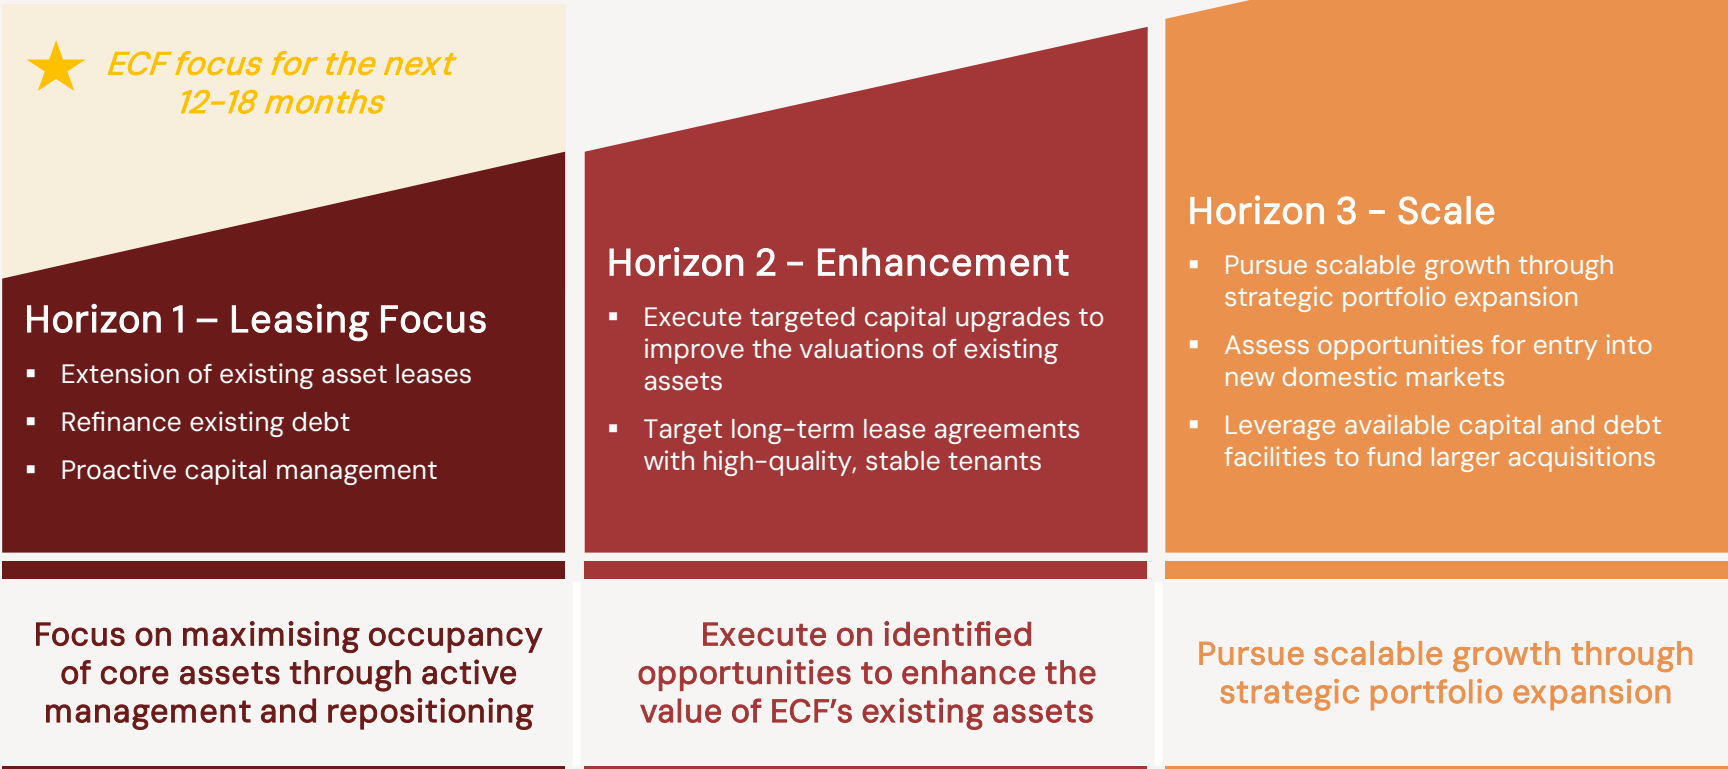 ECF focus for the next
12–18 months
Horizon 1 – Leasing Focus
▪ Extension of existing asset leases
▪ Refinance existing debt
▪ Proactive capital management
Horizon 2 – Enhancement
▪ Execute targeted capital upgrades to
improve the valuations of existing
assets
▪ Target long-term lease agreements
with high-quality, stable tenants
Horizon 3 – Scale
▪ Pursue scalable growth through
strategic portfolio expansion
▪ Assess opportunities for entry into
new domestic markets
▪ Leverage available capital and debt
facilities to fund larger acquisitions
Focus on maximising occupancy
of core assets through active
management and repositioning
Execute on identified
opportunities to enhance the
value of ECF’s existing assets
Pursue scalable growth through
strategic portfolio expansion